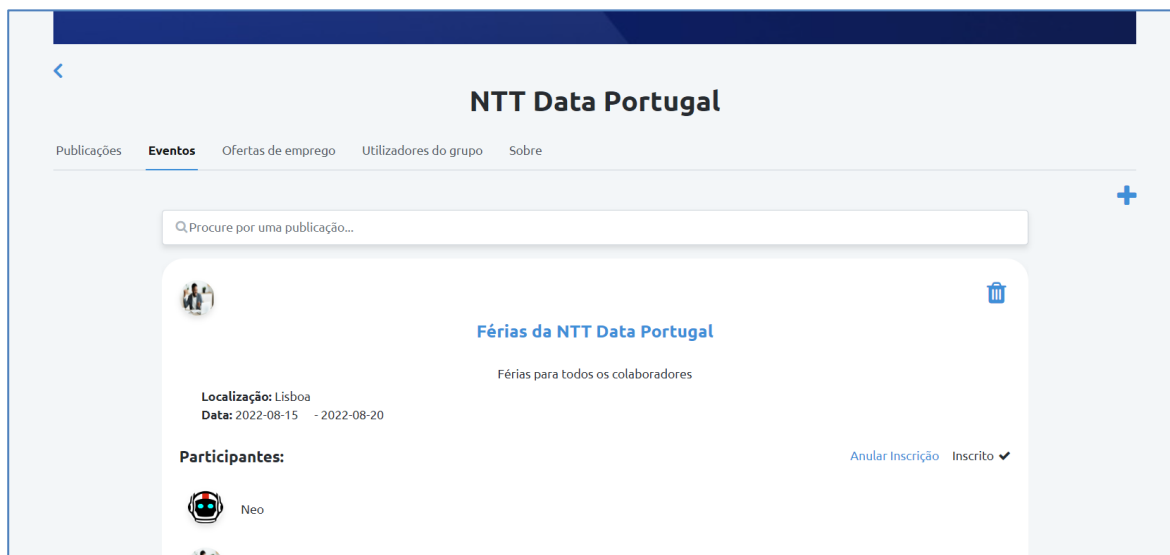 NTT Data Portugal
Publicações Eventos Ofertas de emprego Utilizadores do grupo Sobre
Procure por uma publicação...
Férias da NTT Data Portugal
Férias para todos os colaboradores
Localização: Lisboa
Data: 2022-08-15 - 2022-08-20
Participantes: Anular Inscrição Inscrito
Neo